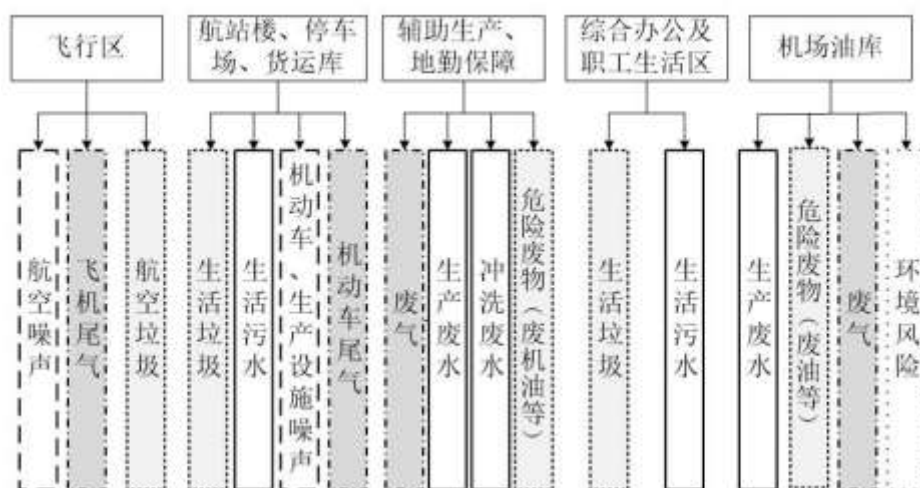 飞行区
航站楼、停车
场、货运库
辅助生产、
地勤保障
综合办公及
职工生活区
机场油库
航空噪声
飞机尾气
航空垃圾
生活垃圾
生活污水
机动车、生产设施噪声
机动车尾气
废气
生产废水
冲洗废水
危险废物（废机油等）
生活垃圾
生活污水
生产废水
危险废物（废油等）
废气
环境风险